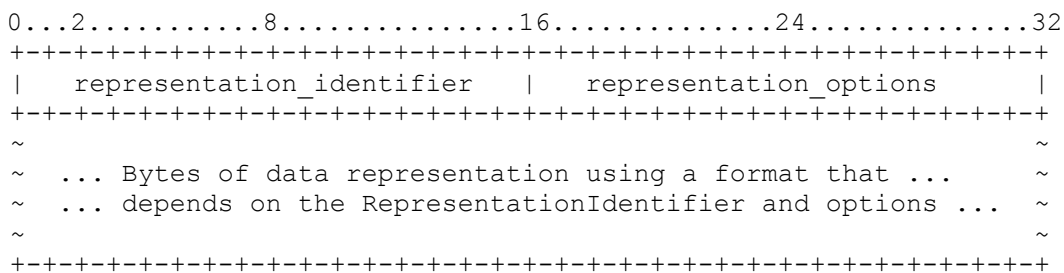 0...2...........8...............16..............24..............32
+-+-+-+-+-+-+-+-+-+-+-+-+-+-+-+-+-+-+-+-+-+-+-+-+-+-+-+-+-+-+-+-+
|   representation_identifier   |   representation_options      |
+-+-+-+-+-+-+-+-+-+-+-+-+-+-+-+-+-+-+-+-+-+-+-+-+-+-+-+-+-+-+-+-+
~                                                               ~
~  ... Bytes of data representation using a format that ...     ~
~  ... depends on the RepresentationIdentifier and options ...  ~
~                                                               ~
+-+-+-+-+-+-+-+-+-+-+-+-+-+-+-+-+-+-+-+-+-+-+-+-+-+-+-+-+-+-+-+-+